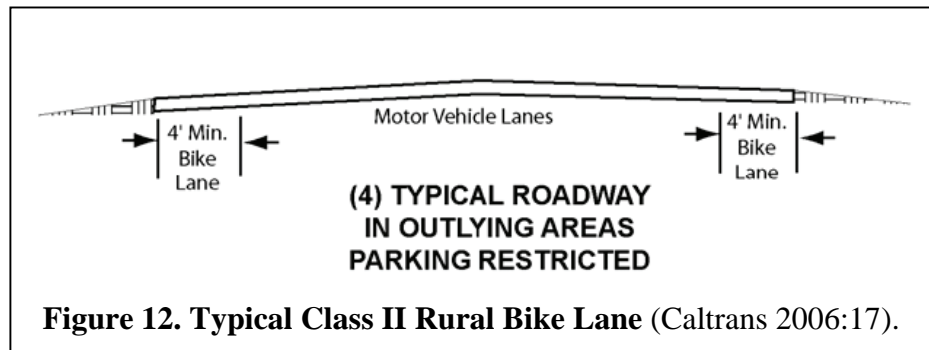 Motor Vehicle Lanes
4' Min.
Bike
Lane
4' Min.
Bike
Lane
(4) TYPICAL ROADWAY
IN OUTLYING AREAS
PARKING RESTRICTED
Figure 12. Typical Class II Rural Bike Lane (Caltrans 2006:17).